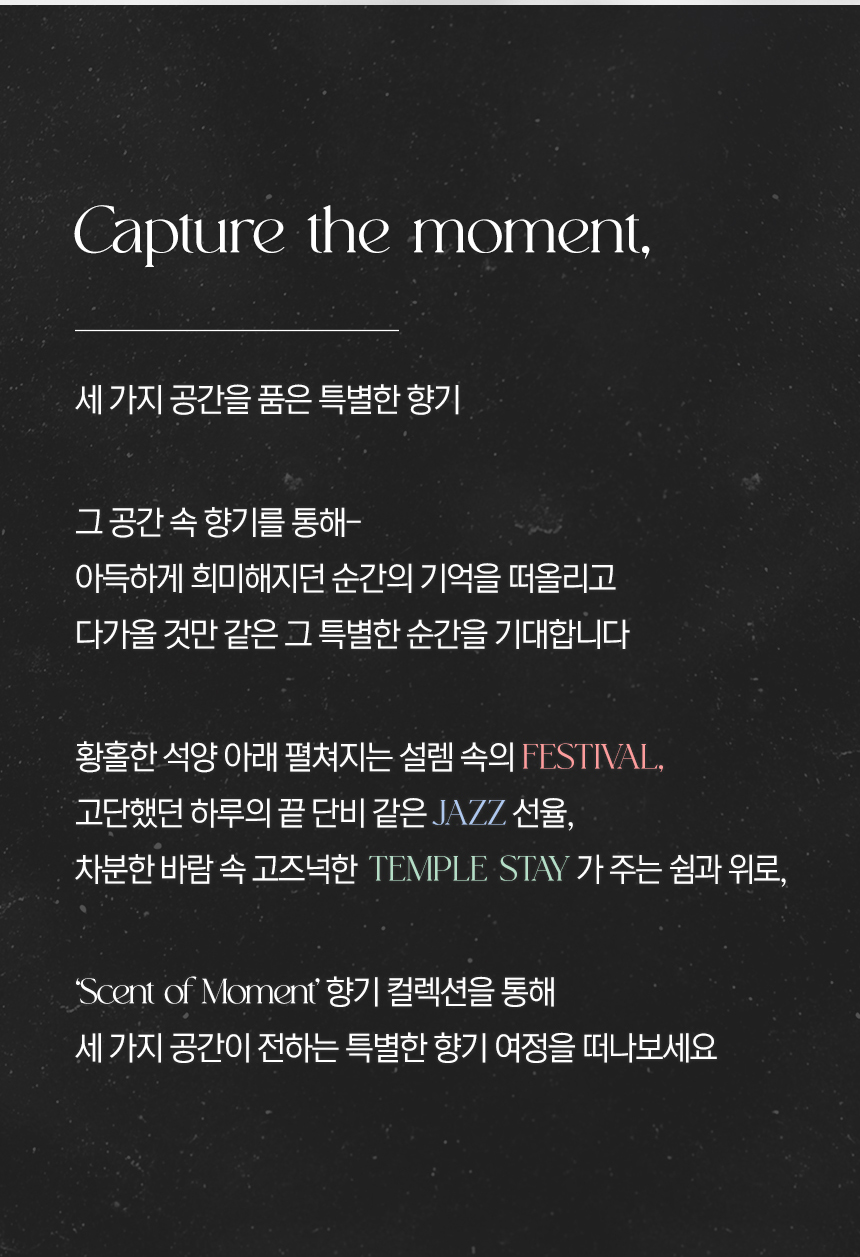 Capture the moment,
세 가지 공간을 품은 특별한 향기
그 공간 속 향기를 통해-
아득하게 희미해지던 순간의 기억을 떠올리고
다가올 것만 같은 그 특별한 순간을 기대합니다
황홀한 석양 아래 펼쳐지는 설렘 속의 FESTIVAL,
고단했던 하루의 끝 단비 같은 JAZZ 선율,
차분한 바람 속 고즈넉한 TEMPLE STAY 가 주는 쉼과 위로,
‘Scent of Moment’ 향기 컬렉션을 통해
세 가지 공간이 전하는 특별한 향기 여정을 떠나보세요